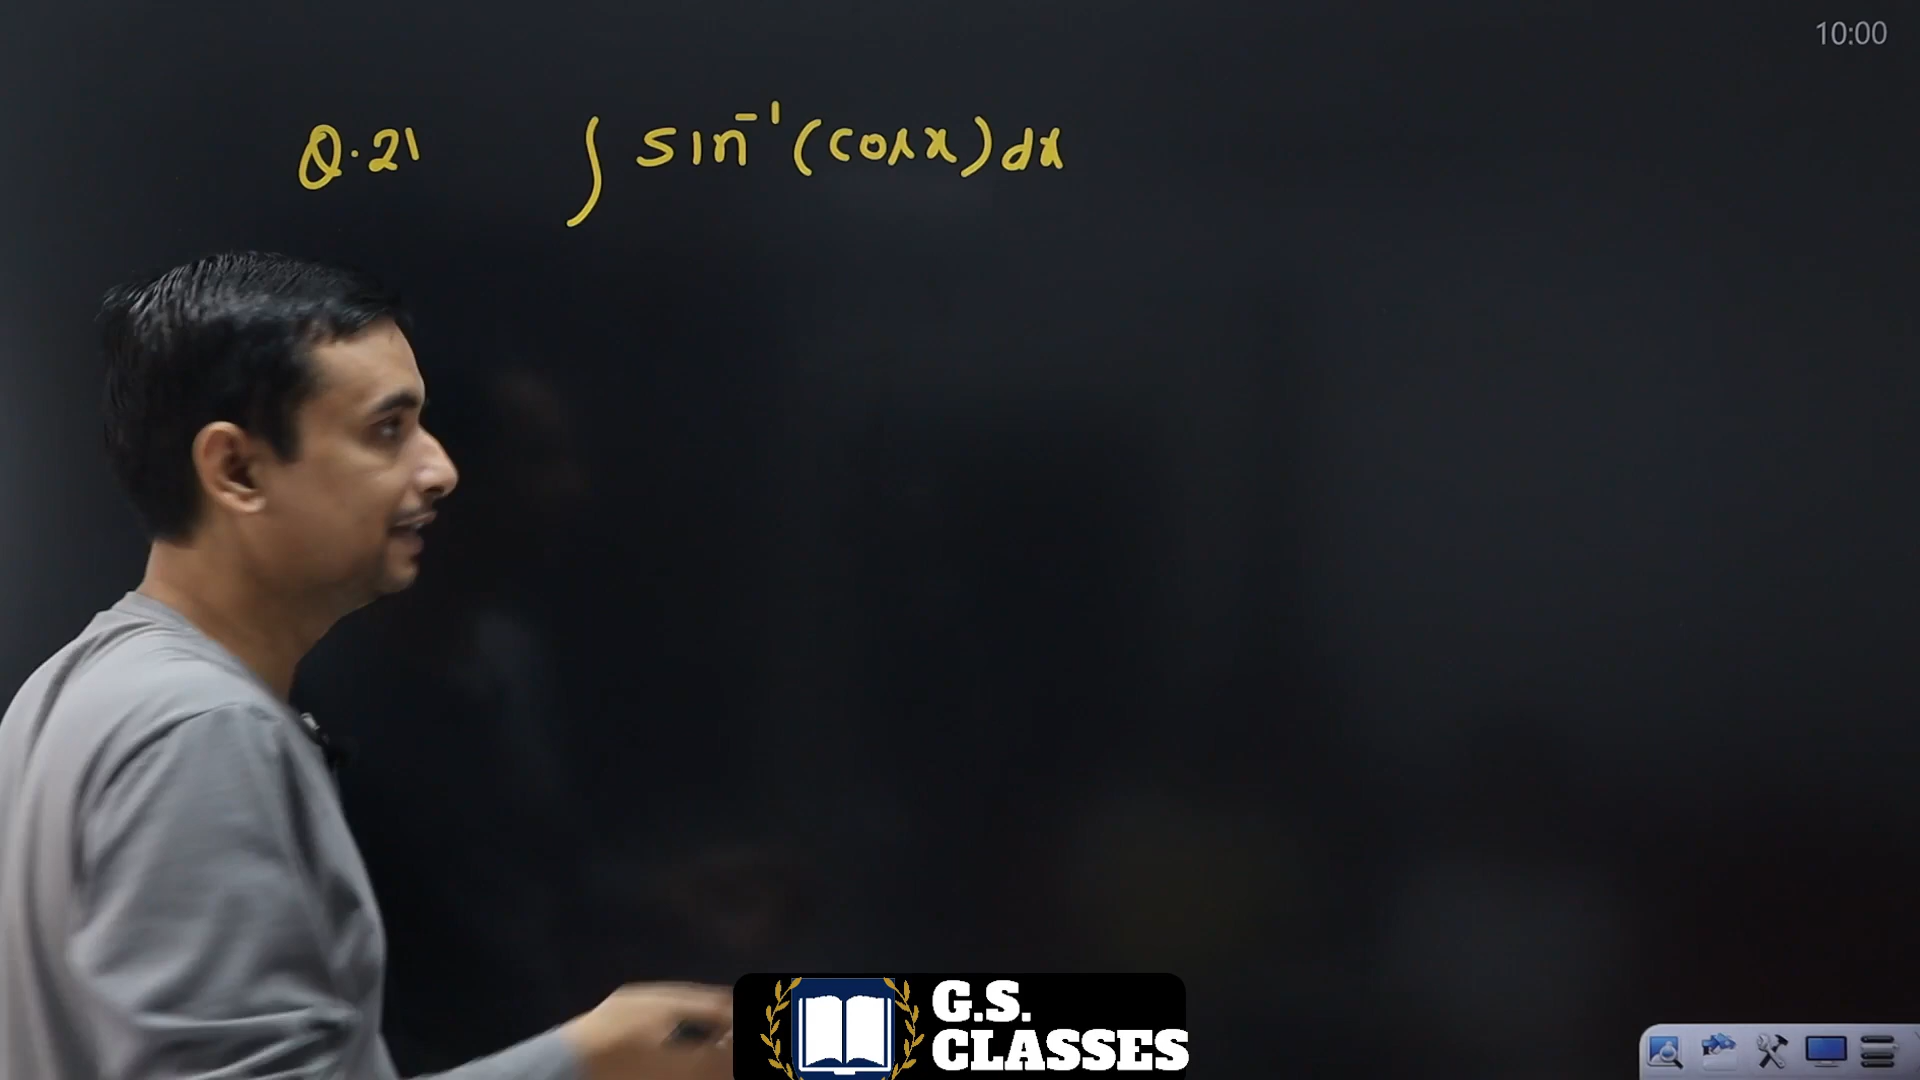 10:00
Q.21 ∫ sin⁻¹(cosx)dx
G.S.
CLASSES